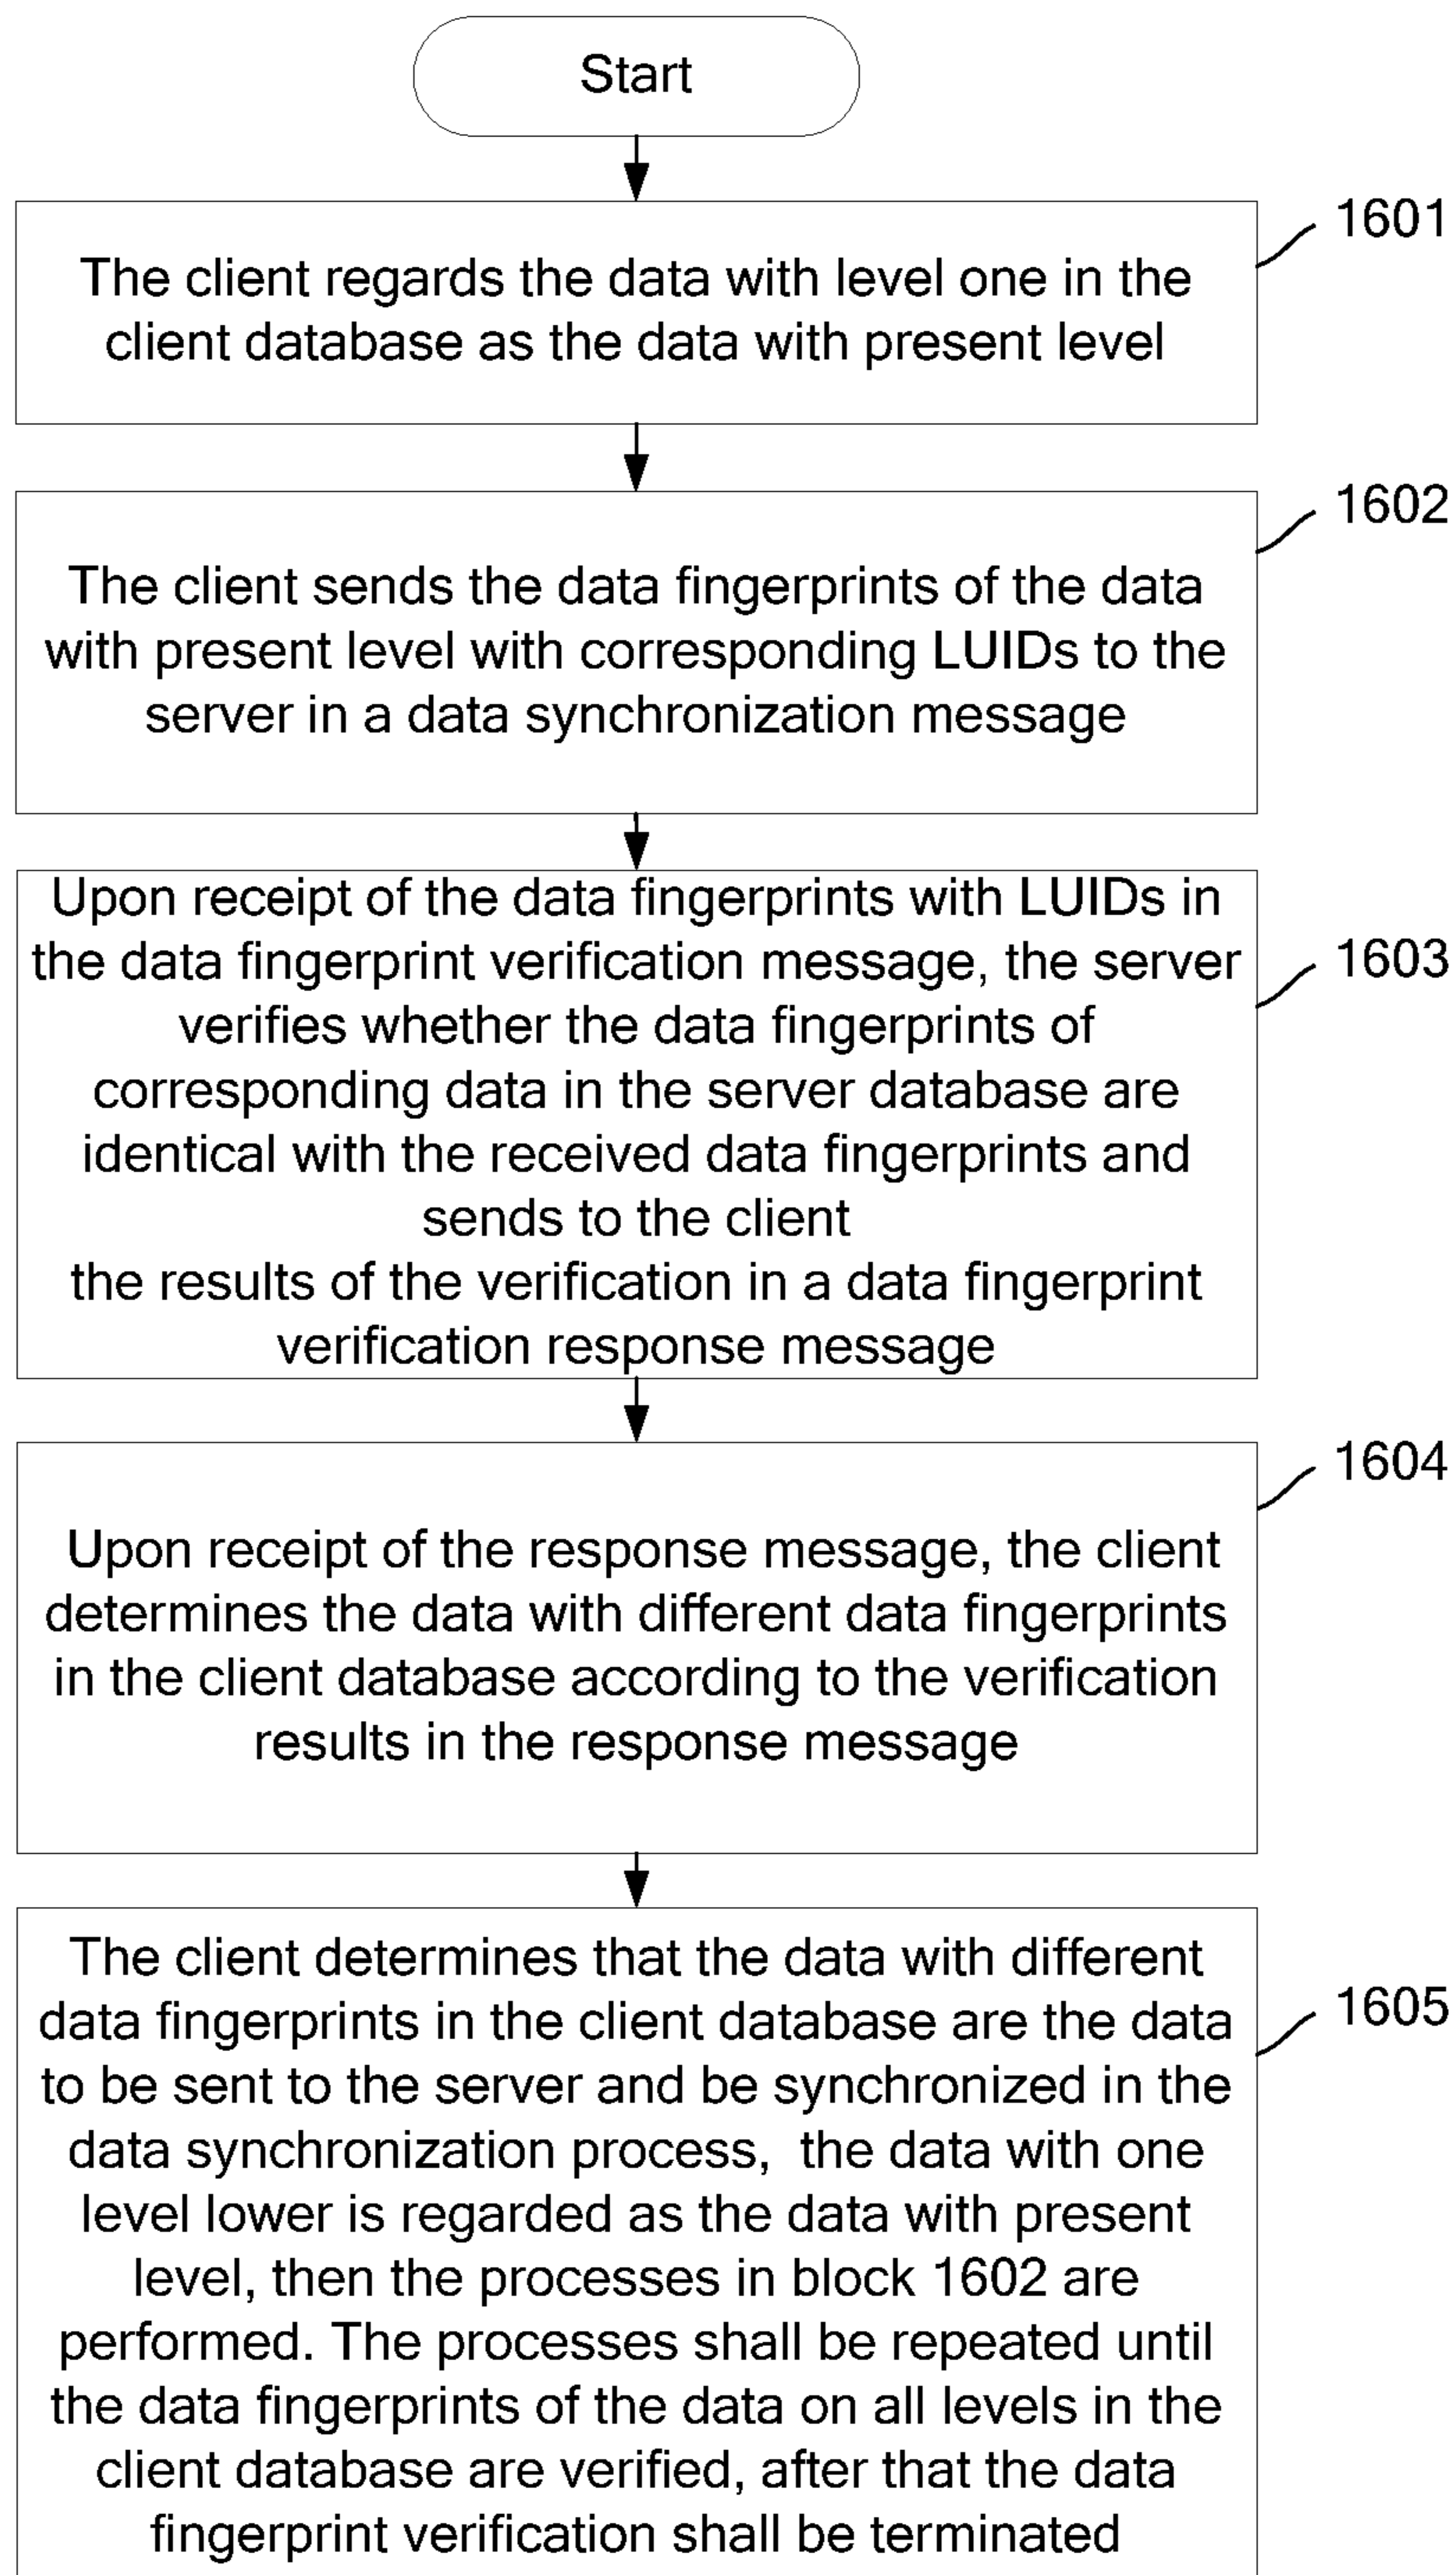 Start
The client regards the data with level one in the
client database as the data with present level
1601
The client sends the data fingerprints of the data
with present level with corresponding LUIDs to the
server in a data synchronization message
1602
Upon receipt of the data fingerprints with LUIDs in
the data fingerprint verification message, the server
verifies whether the data fingerprints of
corresponding data in the server database are
identical with the received data fingerprints and
sends to the client
the results of the verification in a data fingerprint
verification response message
1603
Upon receipt of the response message, the client
determines the data with different data fingerprints
in the client database according to the verification
results in the response message
1604
The client determines that the data with different
data fingerprints in the client database are the data
to be sent to the server and be synchronized in the
data synchronization process, the data with one
level lower is regarded as the data with present
level, then the processes in block 1602 are
performed. The processes shall be repeated until
the data fingerprints of the data on all levels in the
client database are verified, after that the data
fingerprint verification shall be terminated
1605